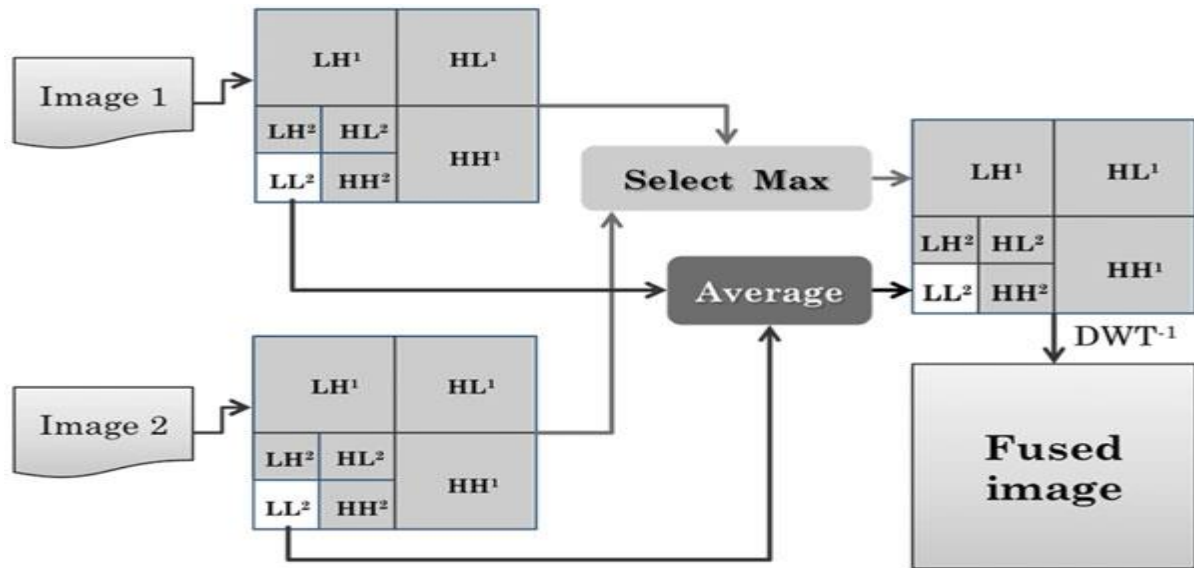 LH¹ HL¹
Image 1
LH² HL²
HH¹
LL² HH²
Select Max
LH¹ HL¹
LH² HL²
HH¹
LL² HH²
Average
DWT⁻¹
LH¹ HL¹
Image 2
LH² HL²
HH¹
LL² HH²
Fused
image